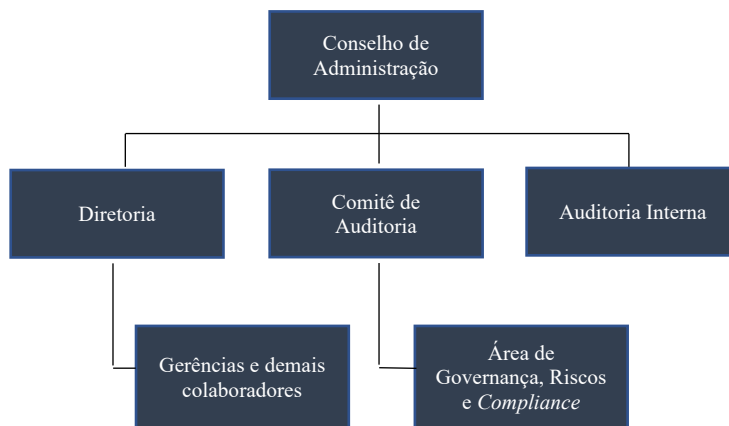 Conselho de
Administração
Diretoria
Comitê de
Auditoria
Auditoria Interna
Gerências e demais
colaboradores
Área de
Governança, Riscos
e Compliance